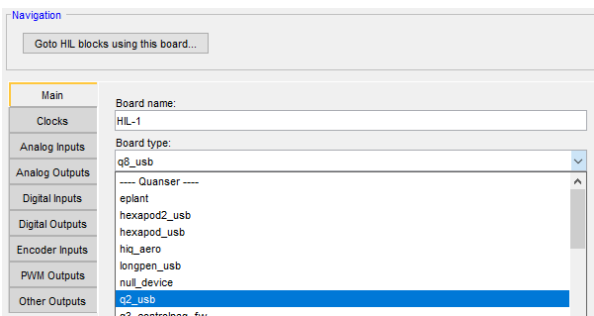 Navigation
Goto HIL blocks using this board...
Main
Clocks
Analog Inputs
Analog Outputs
Digital Inputs
Digital Outputs
Encoder Inputs
PWM Outputs
Other Outputs
Board name:
HIL-1
Board type:
q8_usb
---- Quanser ----
eplant
hexapod2_usb
hexapod_usb
hiq_aero
longpen_usb
null_device
q2_usb